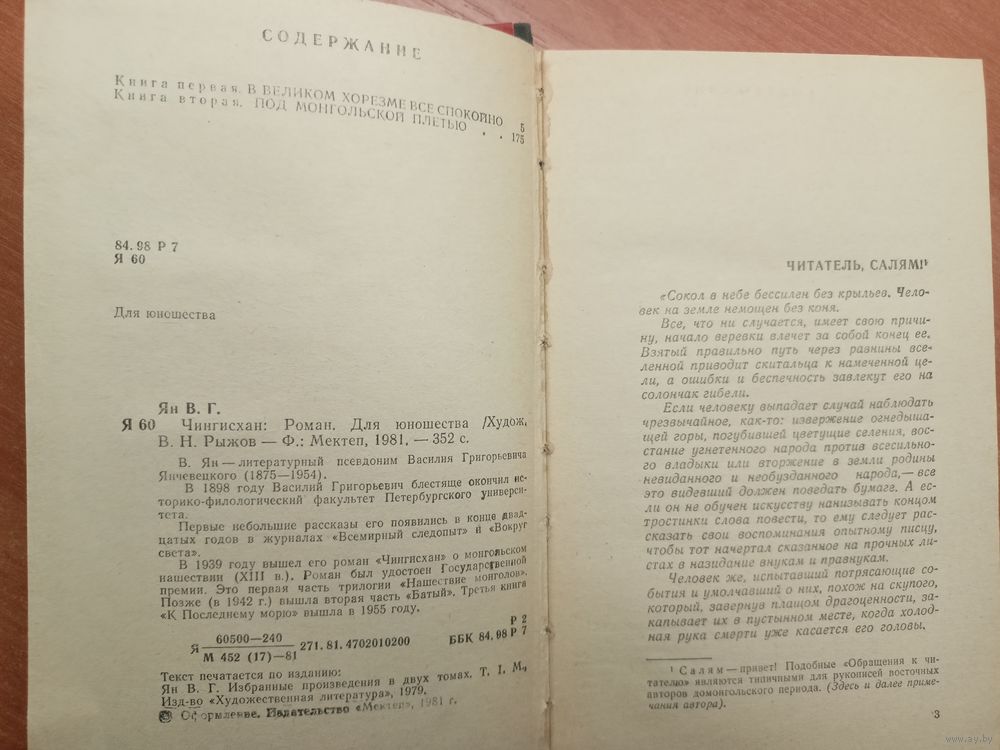 СОДЕРЖАНИЕ
Книга первая. В ВЕЛИКОМ ХОРЕЗМЕ ВСЕ СПОКОЙНО 5
Книга вторая. ПОД МОНГОЛЬСКОЙ ПЛЕТЬЮ . . 175
84.98 Р 7
Я 60
Для юношества
Ян В. Г.
Я 60 Чингисхан: Роман. Для юношества /Худож.
В. Н. Рыжов — Ф.: Мектеп, 1981, — 352 с.
В. Ян — литературный псевдоним Василия Григорьевича
Янчевецкого (1875—1954).
В 1898 году Василий Григорьевич блестяще окончил ис-
торико-филологический факультет Петербургского универси-
тета.
Первые небольшие рассказы его появились в конце двад-
цатых годов в журналах «Всемирный следопыт» и «Вокруг
света».
В 1939 году вышел его роман «Чингисхан» о монгольском
нашествии (XIII в.). Роман был удостоен Государственной
премии. Это первая часть трилогии «Нашествие монголов».
Позже (в 1942 г.) вышла вторая часть «Батый». Третья книга
«К Последнему морю» вышла в 1955 году.
Р 2
Я 60500—240 271.81.4702010200 ББК 84.98 Р 7
М 452 (17)—81
Текст печатается по изданию:
Ян В. Г. Избранные произведения в двух томах. Т. I, М.,
Изд-во «Художественная литература», 1979.
© Оформление. Издательство «Мектеп», 1981 г.
ЧИТАТЕЛЬ, САЛЯМ!¹
«Сокол в небе бессилен без крыльев. Чело-
век на земле немощен без коня.
Все, что ни случается, имеет свою причи-
ну, начало веревки влечет за собой конец ее.
Взятый правильно путь через равнины все-
ленной приводит скитальца к намеченной це-
ли, а ошибки и беспечность завлекут его на
солончак гибели.
Если человеку выпадает случай наблюдать
чрезвычайное, как-то: извержение огнедыша-
щей горы, погубившей цветущие селения, вос-
стание угнетенного народа против всесильно-
го владыки или вторжение в земли родины
невиданного и необузданного народа,— все
это видевший должен поведать бумаге. А ес-
ли он не обучен искусству нанизывать концом
тростинки слова повести, то ему следует рас-
сказать свои воспоминания опытному писцу,
чтобы тот начертал сказанное на прочных ли-
стах в назидание внукам и правнукам.
Человек же, испытавший потрясающие со-
бытия и умолчавший о них, похож на скупого,
который, завернув плащом драгоценности, за-
капывает их в пустынном месте, когда холод-
ная рука смерти уже касается его головы.
¹ Салям — привет! Подобные «Обращения к чи-
тателю» являются типичными для рукописей восточных
авторов домонгольского периода. (Здесь и далее приме-
чания автора).
3
www.ay.by